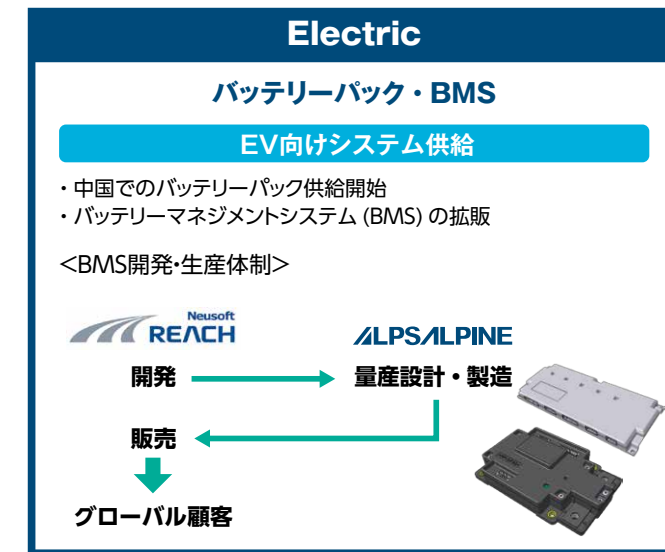 Electric
バッテリーパック・BMS
EV向けシステム供給
・中国でのバッテリーパック供給開始
・バッテリーマネジメントシステム (BMS) の拡販
＜BMS開発・生産体制＞
Neusoft
REACH
ALPSALPINE
開発
量産設計・製造
販売
グローバル顧客